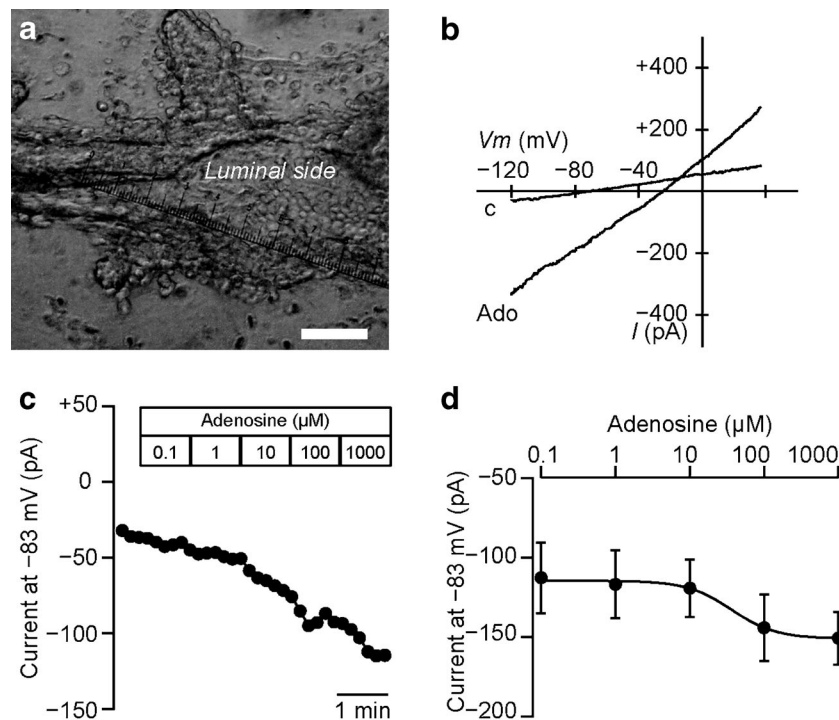 a
Luminal side
b
+400
+200
Vm (mV)
−120 −80 −40
c
−200
−400
Ado
I (pA)
c
+50
0
−50
−100
−150
Current at −83 mV (pA)
Adenosine (μM)
0.1 1 10 100 1000
1 min
d
Adenosine (μM)
0.1 1 10 100 1000
−50
−100
−150
−200
Current at −83 mV (pA)